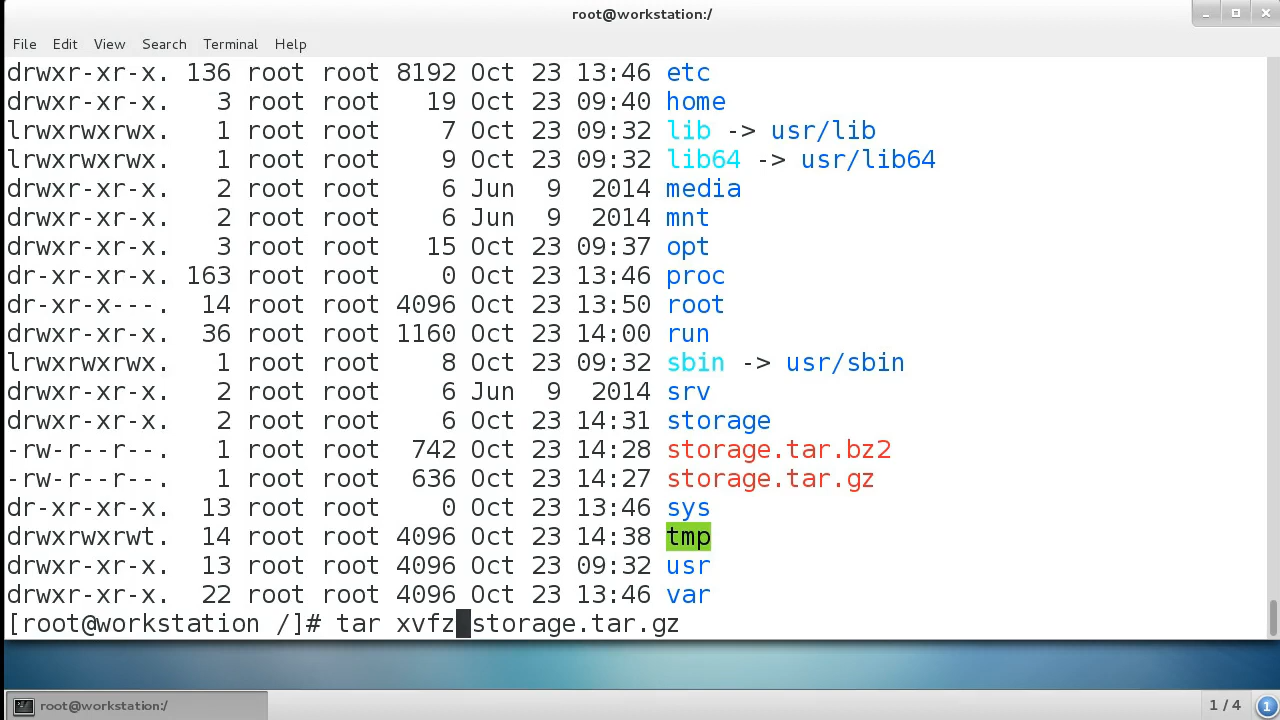 root@workstation:/
File Edit View Search Terminal Help
drwxr-xr-x. 136 root root 8192 Oct 23 13:46 etc
drwxr-xr-x.   3 root root   19 Oct 23 09:40 home
lrwxrwxrwx.   1 root root    7 Oct 23 09:32 lib -> usr/lib
lrwxrwxrwx.   1 root root    9 Oct 23 09:32 lib64 -> usr/lib64
drwxr-xr-x.   2 root root    6 Jun  9  2014 media
drwxr-xr-x.   2 root root    6 Jun  9  2014 mnt
drwxr-xr-x.   3 root root   15 Oct 23 09:37 opt
dr-xr-xr-x. 163 root root    0 Oct 23 13:46 proc
dr-xr-x---.  14 root root 4096 Oct 23 13:50 root
drwxr-xr-x.  36 root root 1160 Oct 23 14:00 run
lrwxrwxrwx.   1 root root    8 Oct 23 09:32 sbin -> usr/sbin
drwxr-xr-x.   2 root root    6 Jun  9  2014 srv
drwxr-xr-x.   2 root root    6 Oct 23 14:31 storage
-rw-r--r--.   1 root root  742 Oct 23 14:28 storage.tar.bz2
-rw-r--r--.   1 root root  636 Oct 23 14:27 storage.tar.gz
dr-xr-xr-x.  13 root root    0 Oct 23 13:46 sys
drwxrwxrwt.  14 root root 4096 Oct 23 14:38 tmp
drwxr-xr-x.  13 root root 4096 Oct 23 09:32 usr
drwxr-xr-x.  22 root root 4096 Oct 23 13:46 var
[root@workstation /]# tar xvfz storage.tar.gz
root@workstation:/
1 / 4
1